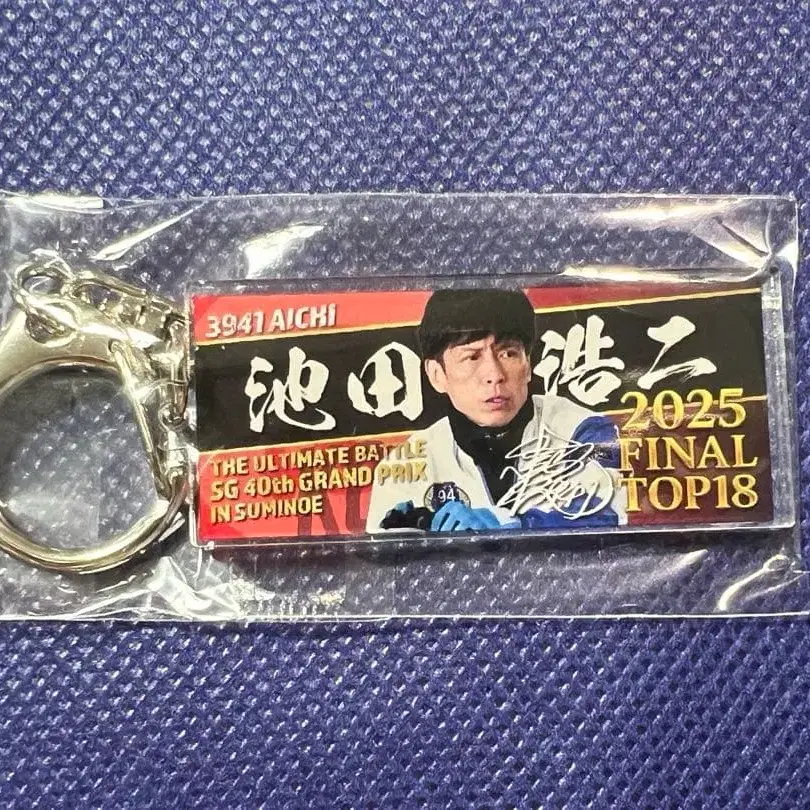 3941 AICHI
池田浩二
THE ULTIMATE BATTLE
SG 40th GRAND PRIX
IN SUMINOE
2025
FINAL
TOP18